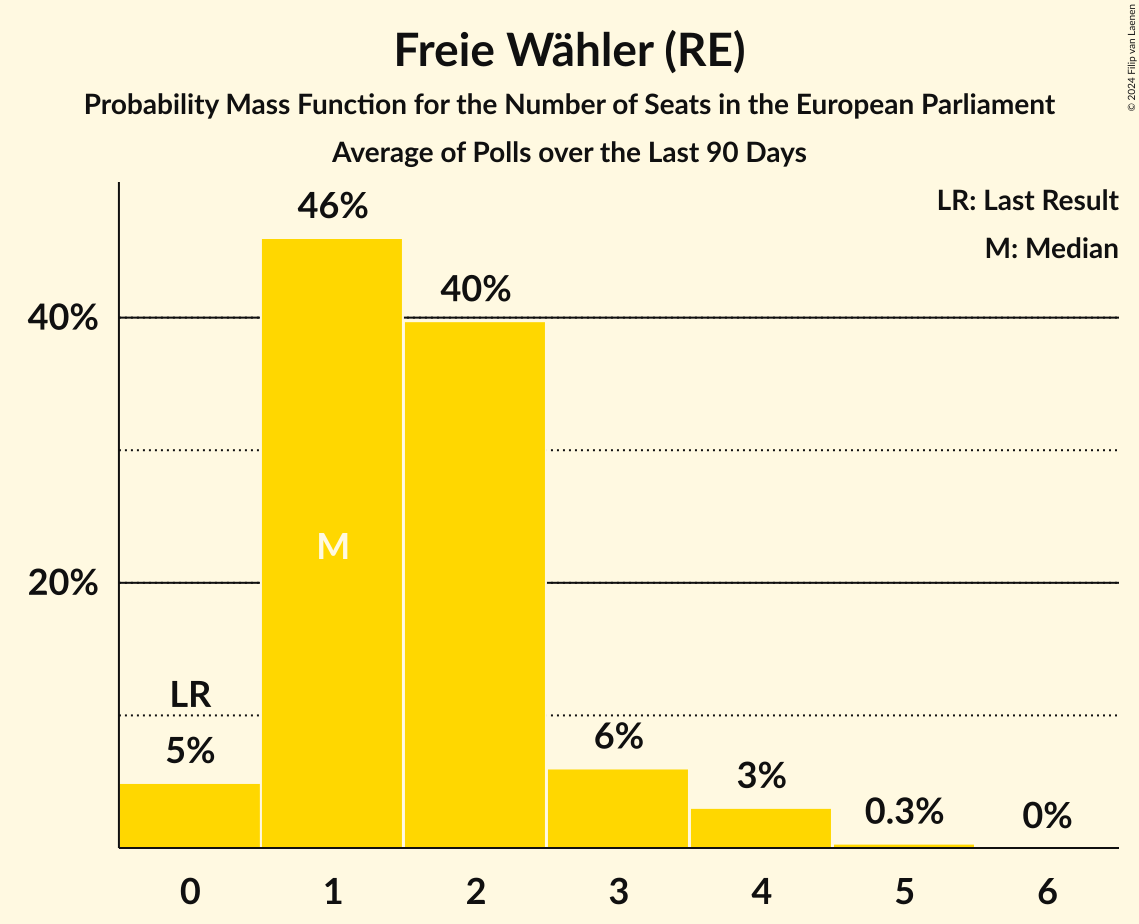 Freie Wähler (RE)
Probability Mass Function for the Number of Seats in the European Parliament
Average of Polls over the Last 90 Days
© 2024 Filip van Laenen
LR: Last Result
M: Median
46%
40%
40%
M
20%
LR
5%
6%
3%
0.3%
0%
0 1 2 3 4 5 6